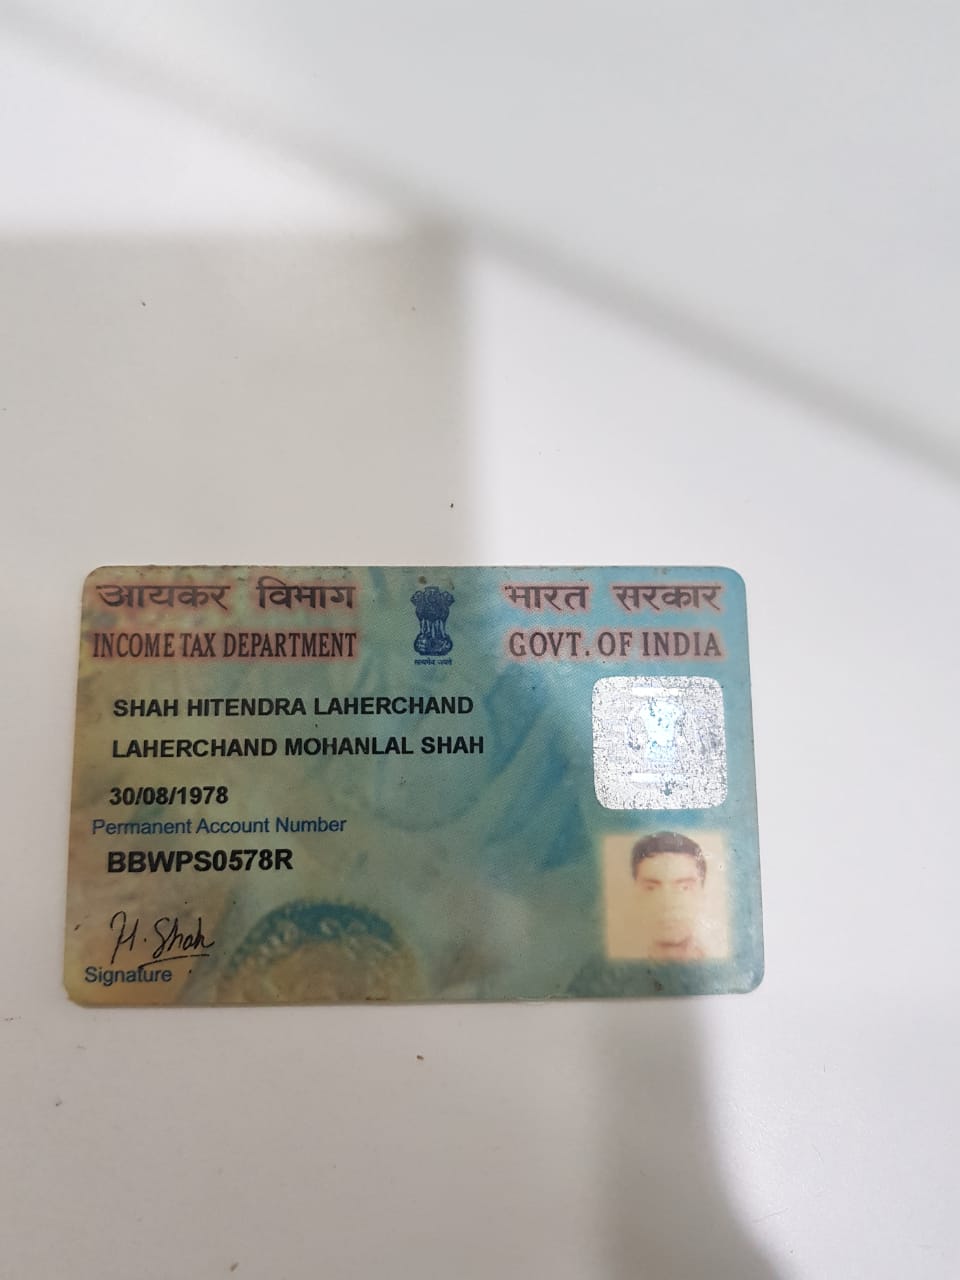 आयकर विभाग
भारत सरकार
INCOME TAX DEPARTMENT
GOVT. OF INDIA
सत्यमेव जयते
SHAH HITENDRA LAHERCHAND
LAHERCHAND MOHANLAL SHAH
30/08/1978
Permanent Account Number
BBWPS0578R
H. Shah
Signature